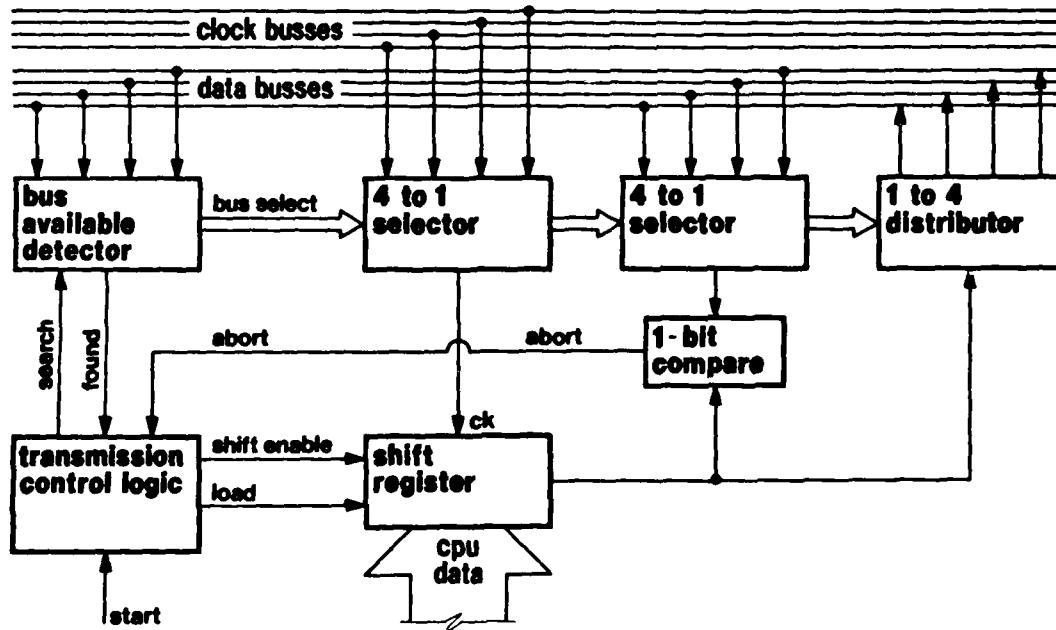 clock busses
data busses
bus
available
detector
bus select
4 to 1
selector
4 to 1
selector
1 to 4
distributor
search
found
abort
abort
1-bit
compare
ck
transmission
control logic
shift enable
load
shift
register
cpu
data
start